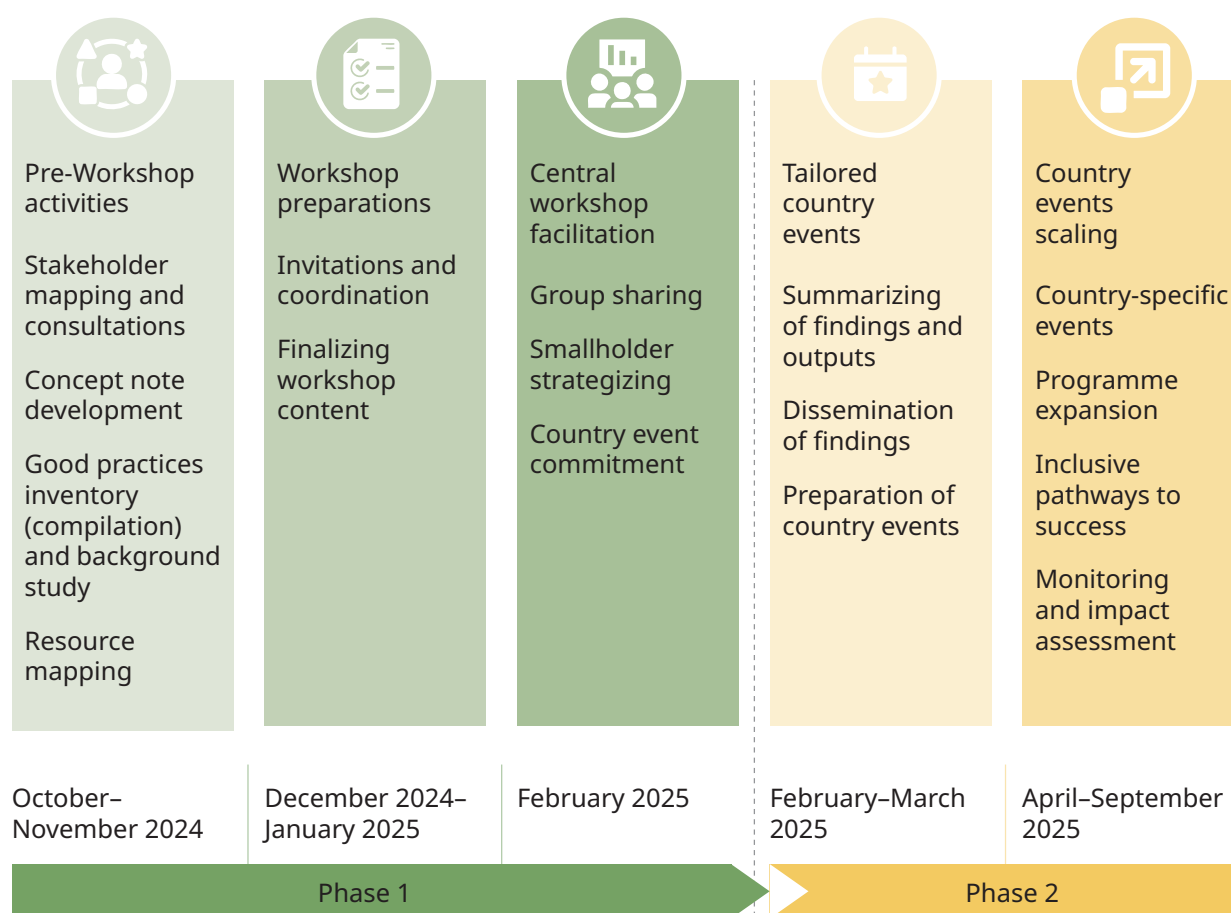 Pre-Workshop
activities
Stakeholder
mapping and
consultations
Concept note
development
Good practices
inventory
(compilation)
and background
study
Resource
mapping
Workshop
preparations
Invitations and
coordination
Finalizing
workshop
content
Central
workshop
facilitation
Group sharing
Smallholder
strategizing
Country event
commitment
Tailored
country
events
Summarizing
of findings and
outputs
Dissemination
of findings
Preparation of
country events
Country
events
scaling
Country-specific
events
Programme
expansion
Inclusive
pathways to
success
Monitoring
and impact
assessment
October–
November 2024
December 2024–
January 2025
February 2025
February–March
2025
April–September
2025
Phase 1
Phase 2